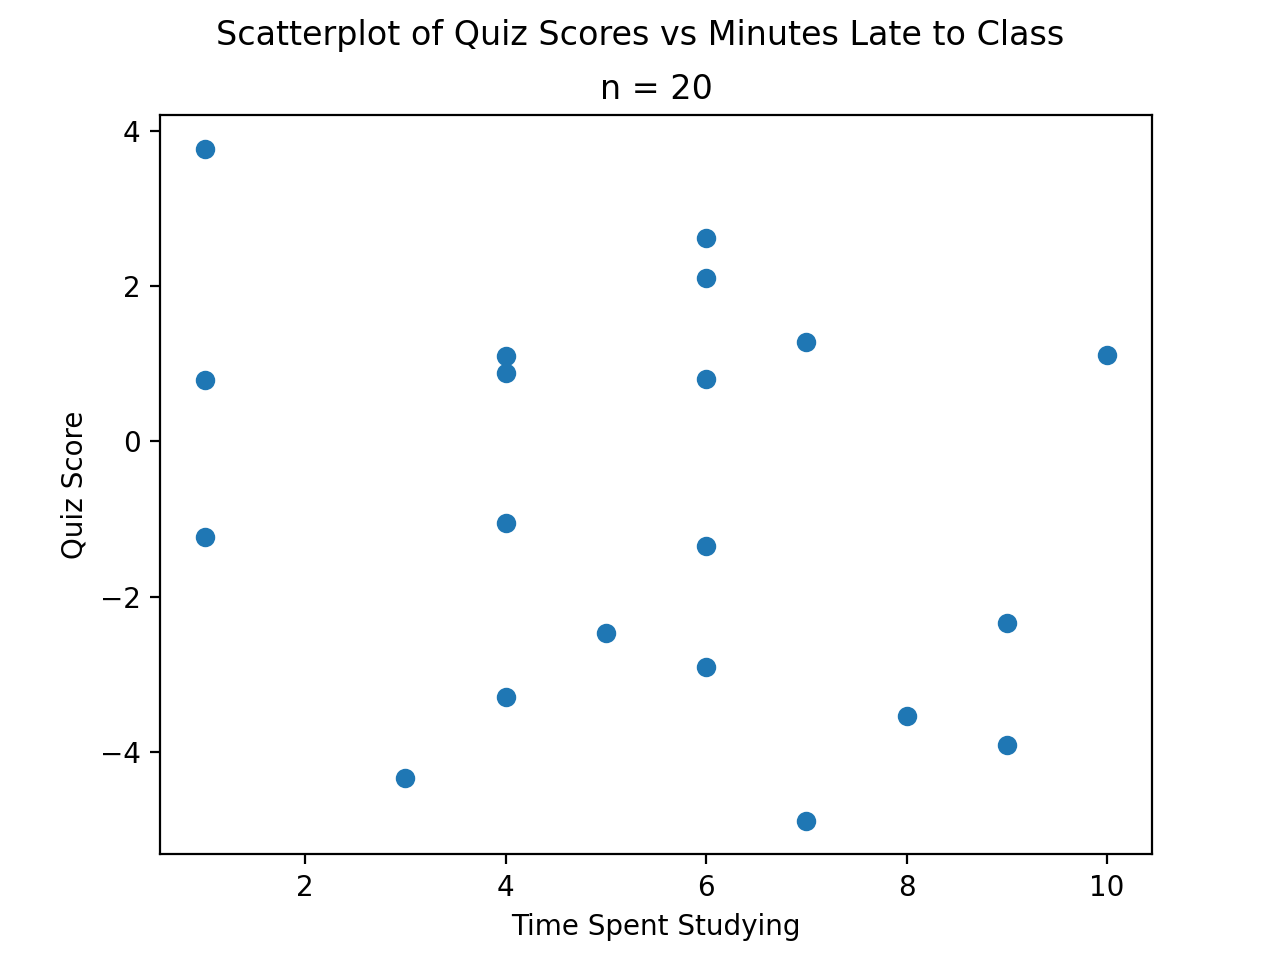 Scatterplot of Quiz Scores vs Minutes Late to Class
n = 20
4
2
0
−2
−4
Quiz Score
2 4 6 8 10
Time Spent Studying